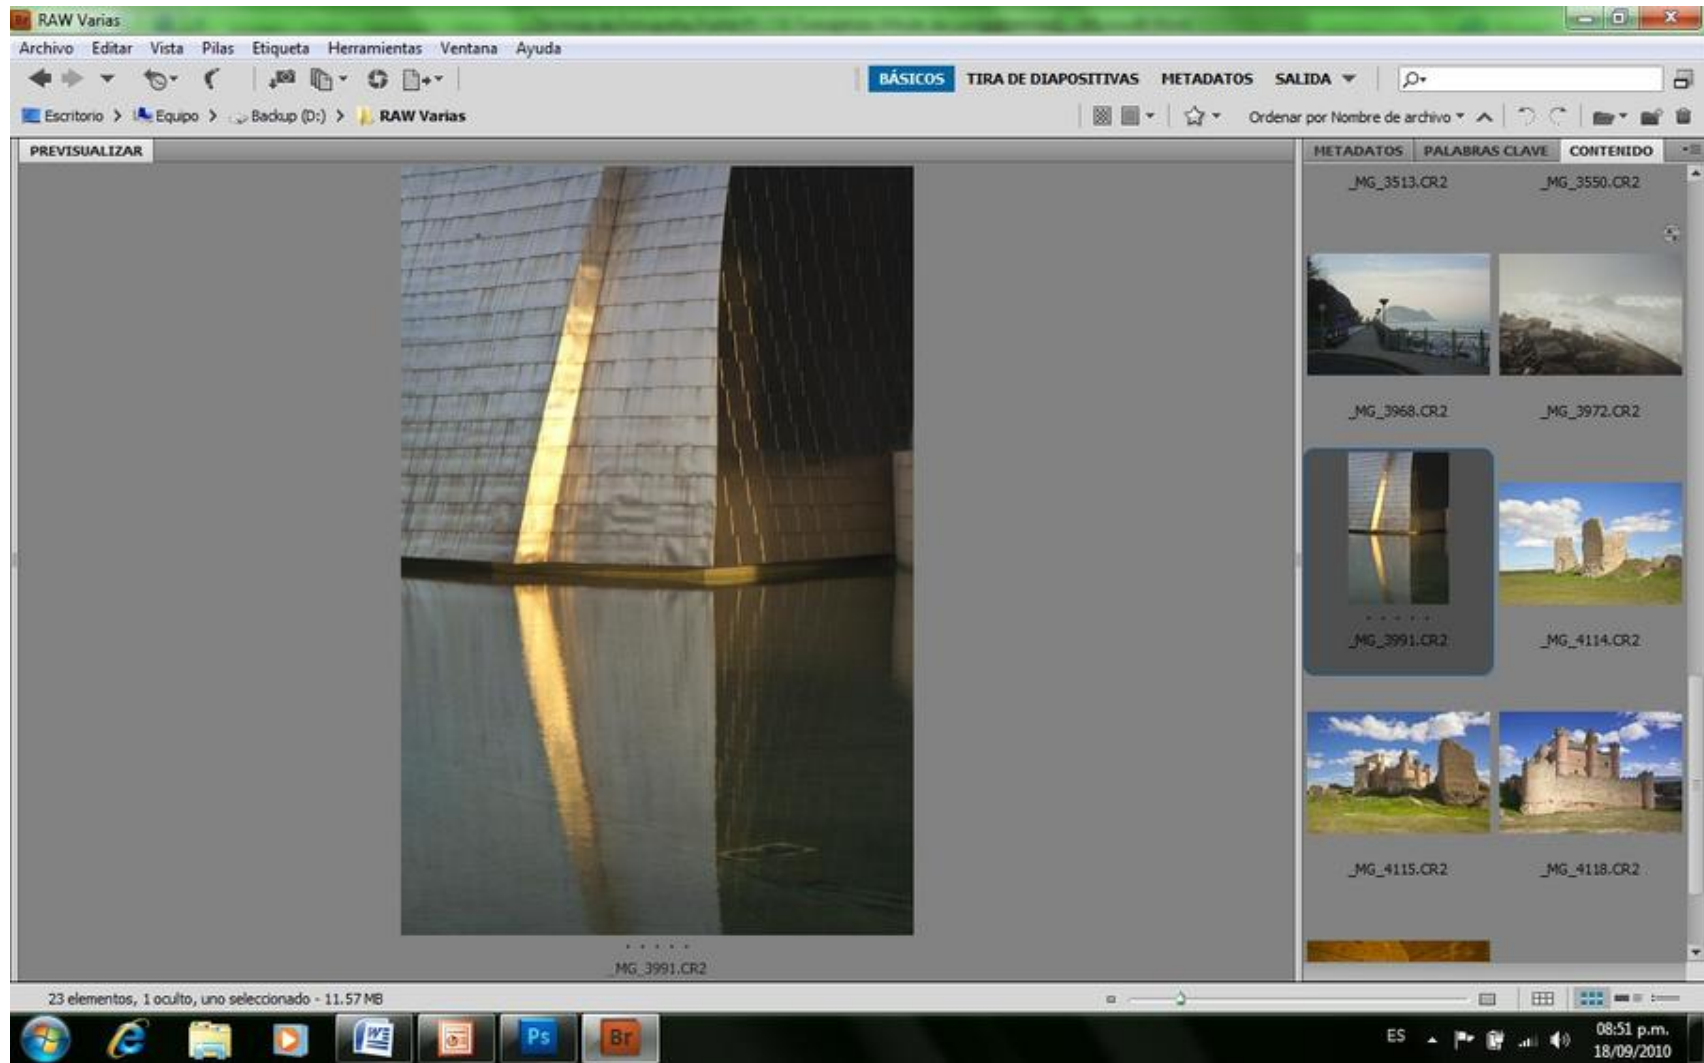 Br RAW Varias
Archivo Editar Vista Pilas Etiqueta Herramientas Ventana Ayuda
BÁSICOS TIRA DE DIAPOSITIVAS METADATOS SALIDA
Escritorio > Equipo > Backup (D:) > RAW Varias
Ordenar por Nombre de archivo
PREVISUALIZAR
METADATOS PALABRAS CLAVE CONTENIDO
_MG_3513.CR2 _MG_3550.CR2
_MG_3968.CR2 _MG_3972.CR2
_MG_3991.CR2 _MG_4114.CR2
_MG_4115.CR2 _MG_4118.CR2
_MG_3991.CR2
23 elementos, 1 oculto, uno seleccionado - 11.57 MB
W Ps Br
ES
08:51 p.m.
18/09/2010